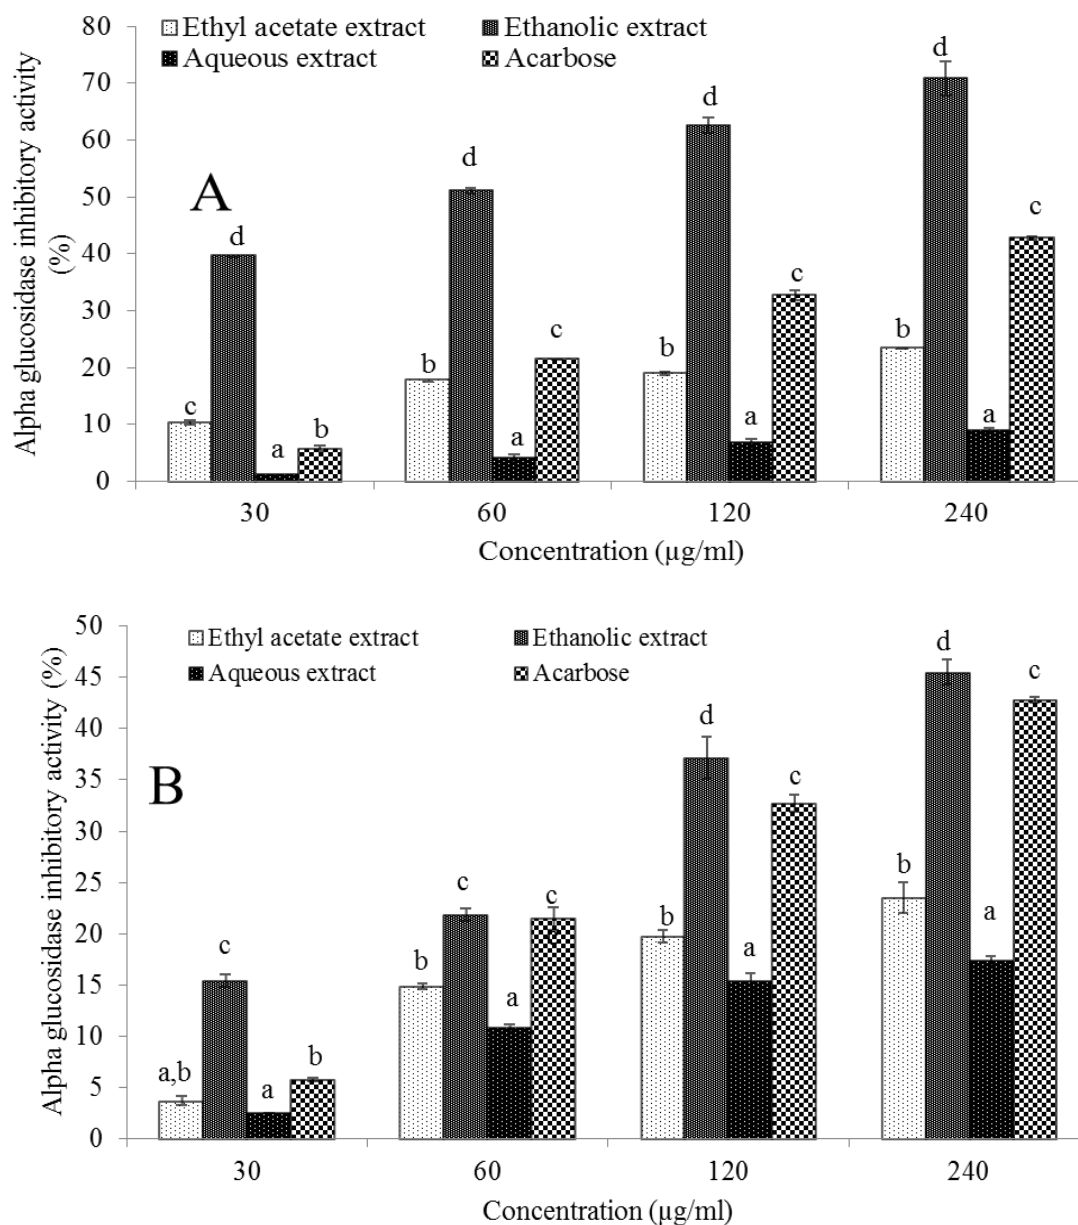 Alpha glucosidase inhibitory activity
(%)
80
70
60
50
40
30
20
10
0
Ethyl acetate extract
Ethanolic extract
Aqueous extract
Acarbose
A
c
d
a
b
b
d
a
c
b
d
a
c
b
d
a
c
30
60
120
240
Concentration (µg/ml)
Alpha glucosidase inhibitory activity (%)
50
45
40
35
30
25
20
15
10
5
0
Ethyl acetate extract
Ethanolic extract
Aqueous extract
Acarbose
B
a,b
c
a
b
b
c
a
c
c
b
d
a
c
b
d
a
c
30
60
120
240
Concentration (µg/ml)